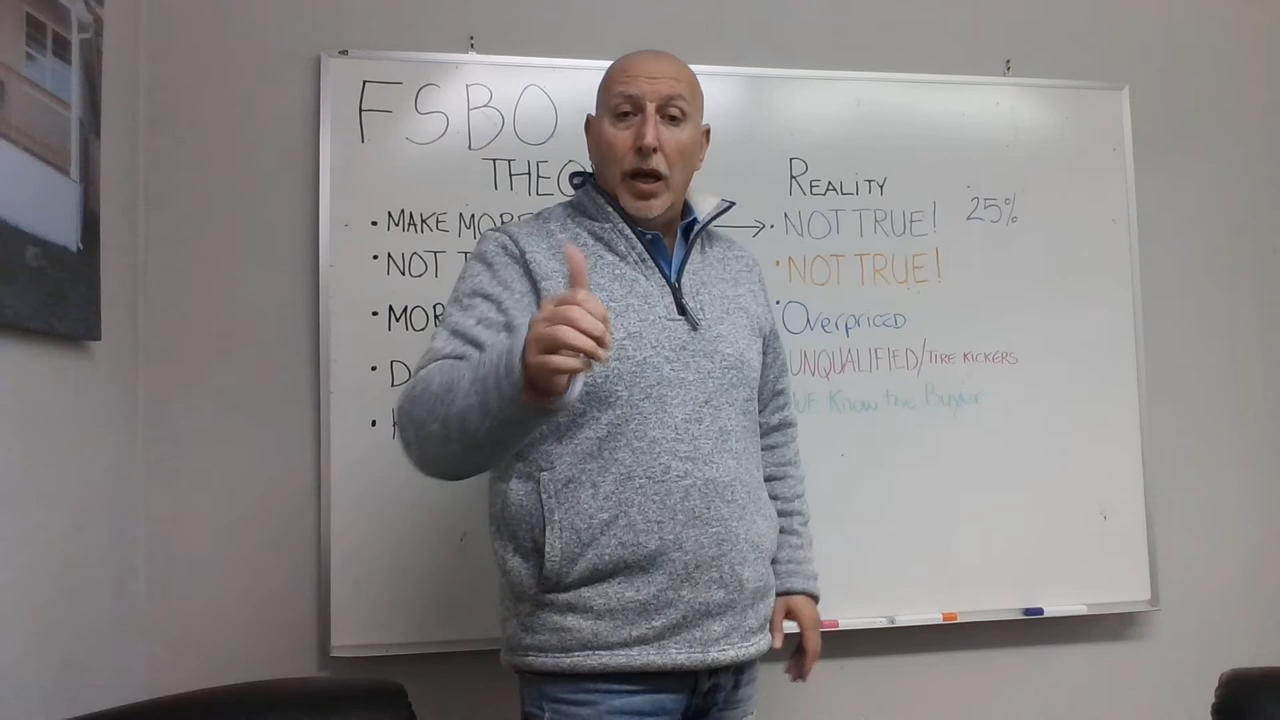 FSBO
THEO
REALITY
• MAKE MORE → • NOT TRUE! 25%
• NOT • NOT TRUE!
• MOR • Overpriced
• D UNQUALIFIED/TIRE KICKERS
• WE Know the Buyer